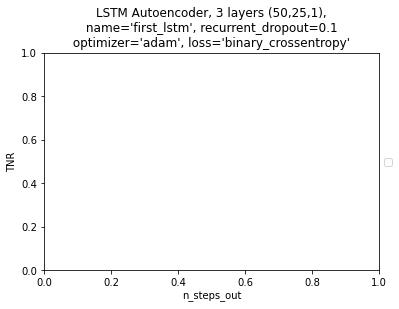 LSTM Autoencoder, 3 layers (50,25,1),
name='first_lstm', recurrent_dropout=0.1
optimizer='adam', loss='binary_crossentropy'
1.0
0.8
0.6
0.4
0.2
0.0
TNR
0.0 0.2 0.4 0.6 0.8 1.0
n_steps_out